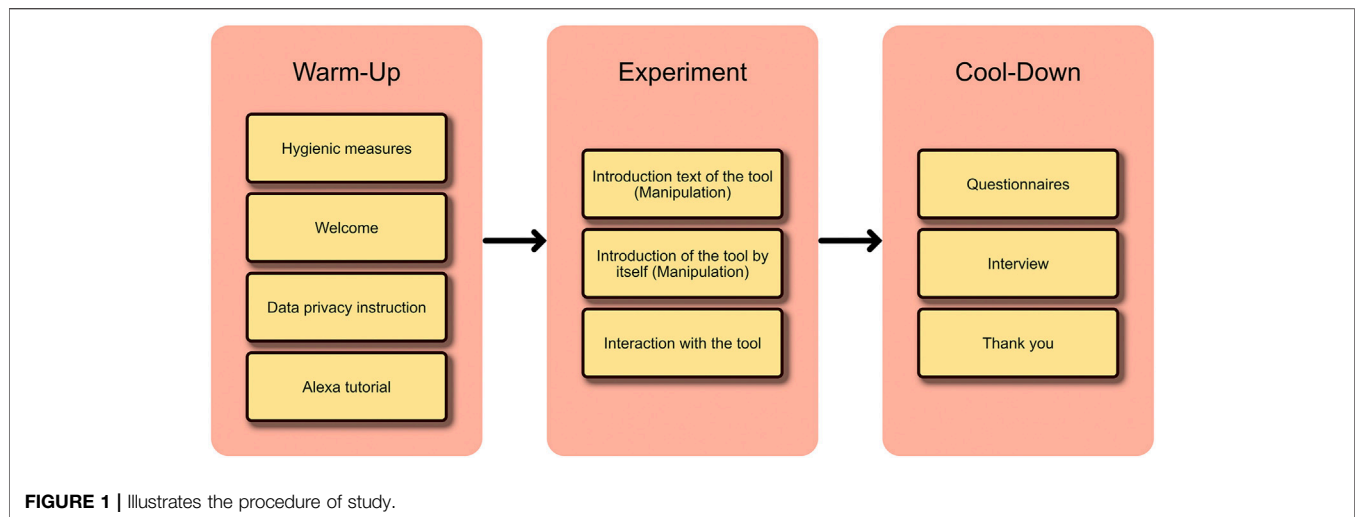 Warm-Up
Hygienic measures
Welcome
Data privacy instruction
Alexa tutorial
Experiment
Introduction text of the tool
(Manipulation)
Introduction of the tool by
itself (Manipulation)
Interaction with the tool
Cool-Down
Questionnaires
Interview
Thank you
FIGURE 1 | Illustrates the procedure of study.